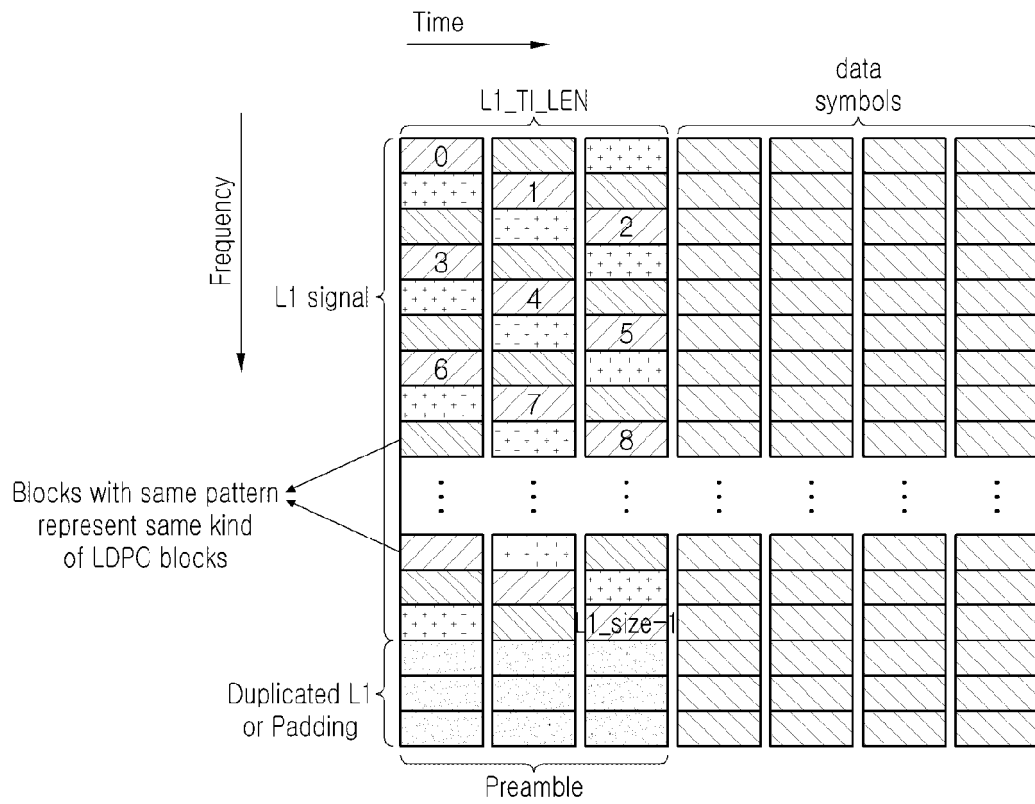 Time
data
symbols
L1_TI_LEN
Frequency
0
1
2
3
L1 signal
4
5
6
7
8
Blocks with same pattern
represent same kind
of LDPC blocks
L1_size-1
Duplicated L1
or Padding
Preamble